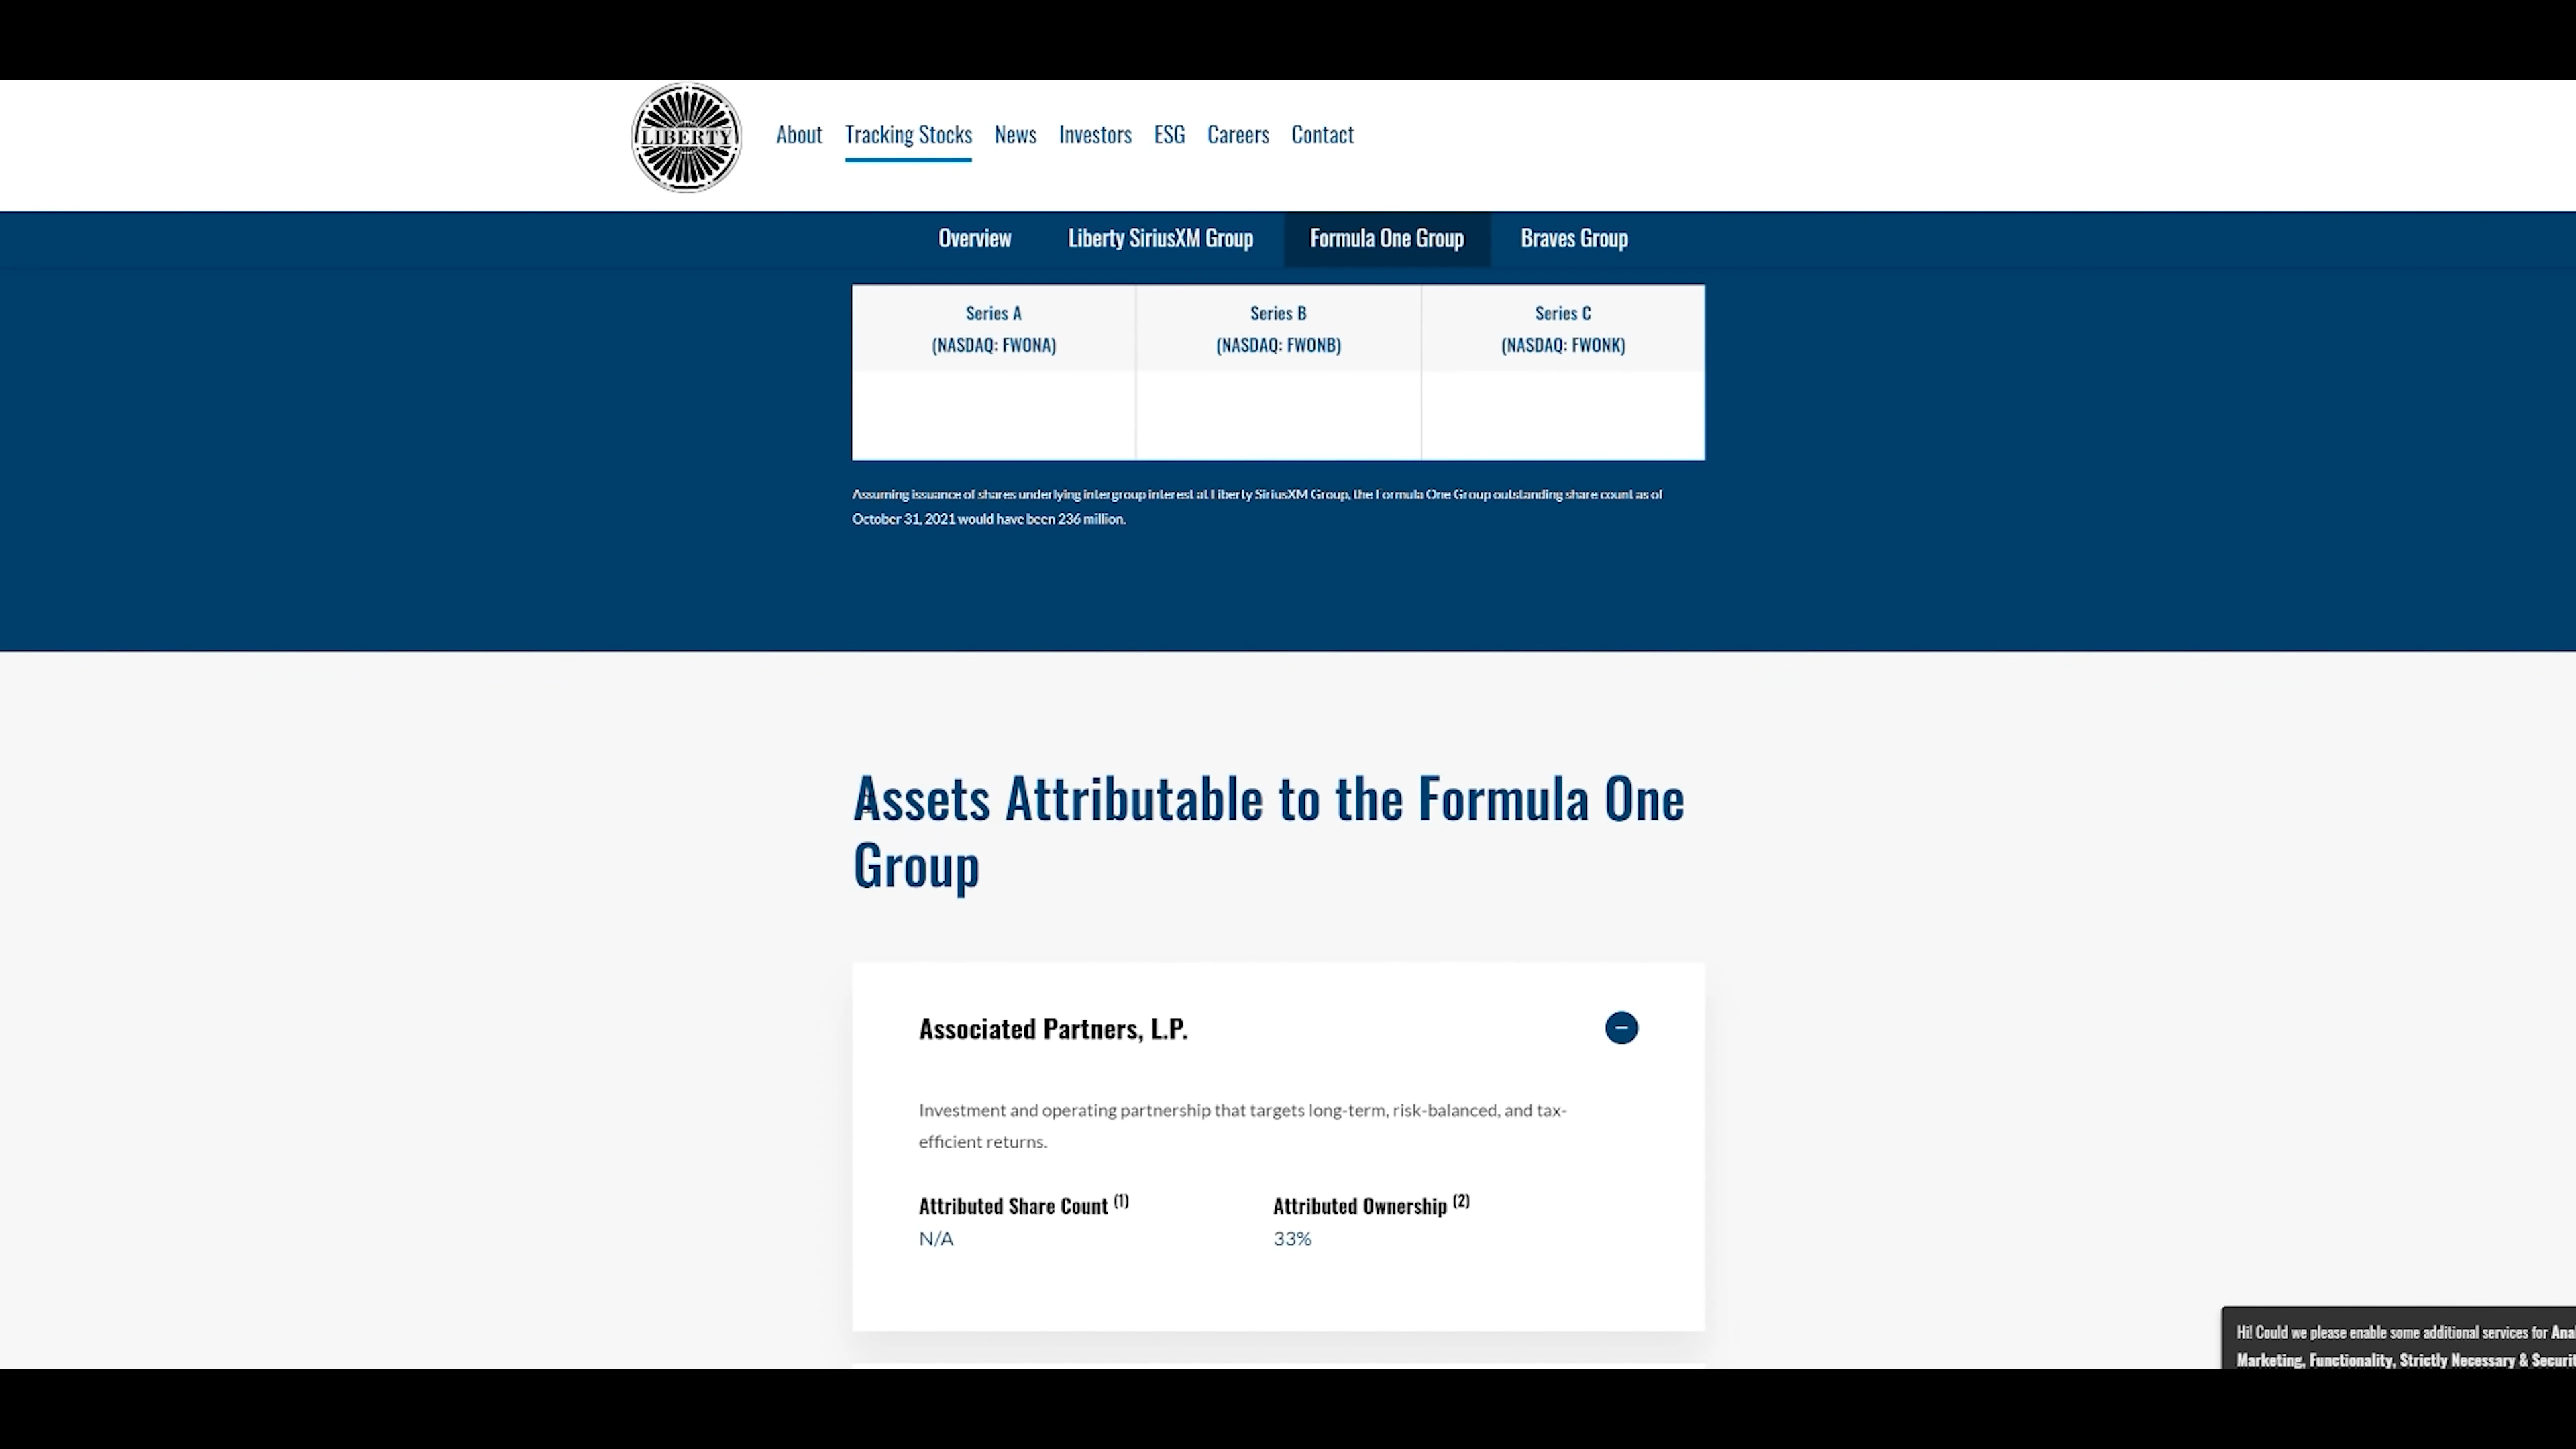 LIBERTY
About Tracking Stocks News Investors ESG Careers Contact
Overview Liberty SiriusXM Group Formula One Group Braves Group
Series A Series B Series C
(NASDAQ: FWONA) (NASDAQ: FWONB) (NASDAQ: FWONK)
Assuming issuance of shares underlying intergroup interest at Liberty SiriusXM Group, the Formula One Group outstanding share count as of
October 31, 2021 would have been 236 million.
Assets Attributable to the Formula One
Group
Associated Partners, L.P.
Investment and operating partnership that targets long-term, risk-balanced, and tax-
efficient returns.
Attributed Share Count (1) Attributed Ownership (2)
N/A 33%
Hi! Could we please enable some additional services for
Marketing, Functionality, Strictly Necessary &